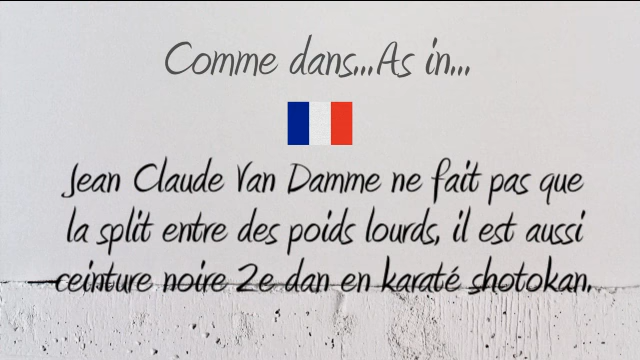 Comme dans...As in...
Jean Claude Van Damme ne fait pas que
la split entre des poids lourds, il est aussi
ceinture noire 2e dan en karaté shotokan.